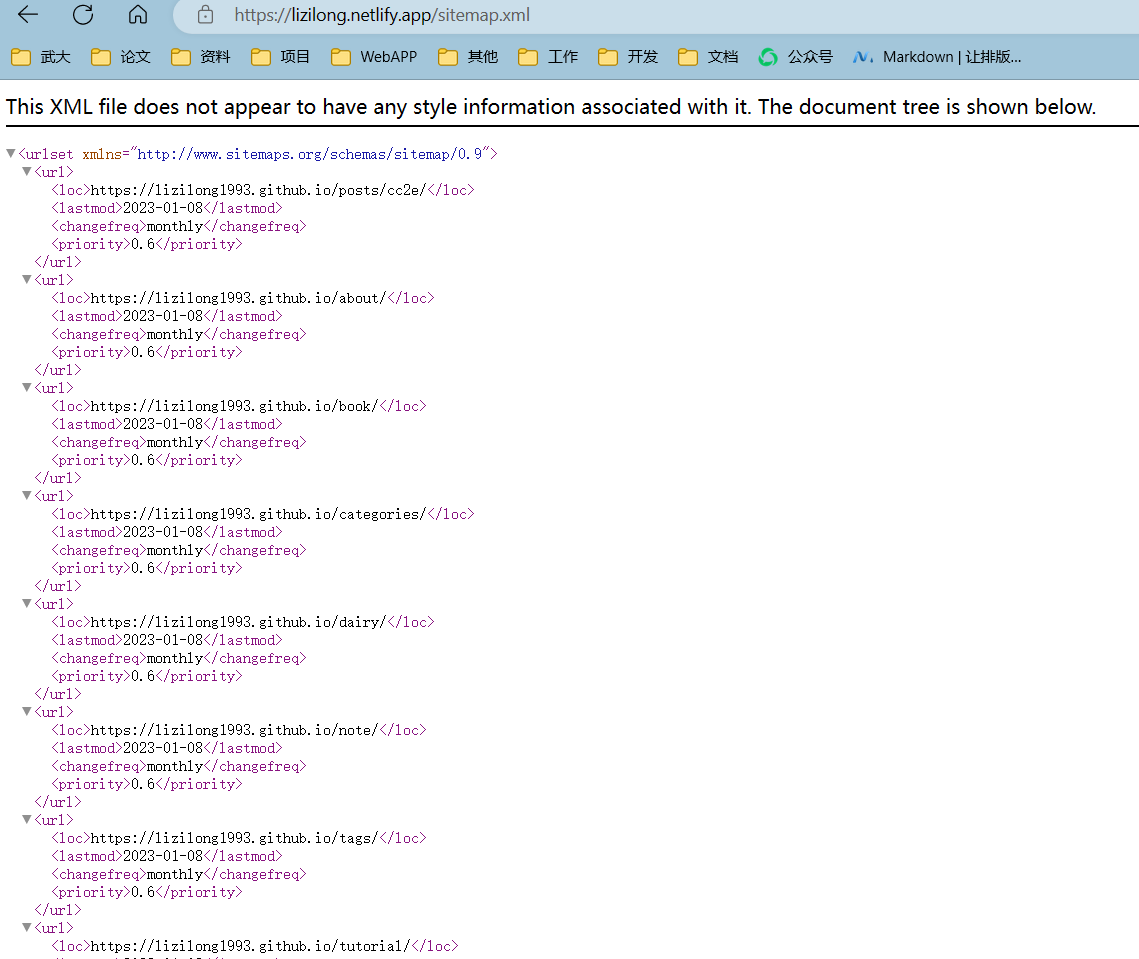 https://lizilong.netlify.app/sitemap.xml
武大 论文 资料 项目 WebAPP 其他 工作 开发 文档 公众号 Markdown | 让排版...
This XML file does not appear to have any style information associated with it. The document tree is shown below.
▼<urlset xmlns="http://www.sitemaps.org/schemas/sitemap/0.9">
▼<url>
<loc>https://lizilong1993.github.io/posts/cc2e/</loc>
<lastmod>2023-01-08</lastmod>
<changefreq>monthly</changefreq>
<priority>0.6</priority>
</url>
▼<url>
<loc>https://lizilong1993.github.io/about/</loc>
<lastmod>2023-01-08</lastmod>
<changefreq>monthly</changefreq>
<priority>0.6</priority>
</url>
▼<url>
<loc>https://lizilong1993.github.io/book/</loc>
<lastmod>2023-01-08</lastmod>
<changefreq>monthly</changefreq>
<priority>0.6</priority>
</url>
▼<url>
<loc>https://lizilong1993.github.io/categories/</loc>
<lastmod>2023-01-08</lastmod>
<changefreq>monthly</changefreq>
<priority>0.6</priority>
</url>
▼<url>
<loc>https://lizilong1993.github.io/dairy/</loc>
<lastmod>2023-01-08</lastmod>
<changefreq>monthly</changefreq>
<priority>0.6</priority>
</url>
▼<url>
<loc>https://lizilong1993.github.io/note/</loc>
<lastmod>2023-01-08</lastmod>
<changefreq>monthly</changefreq>
<priority>0.6</priority>
</url>
▼<url>
<loc>https://lizilong1993.github.io/tags/</loc>
<lastmod>2023-01-08</lastmod>
<changefreq>monthly</changefreq>
<priority>0.6</priority>
</url>
▼<url>
<loc>https://lizilong1993.github.io/tutorial/</loc>